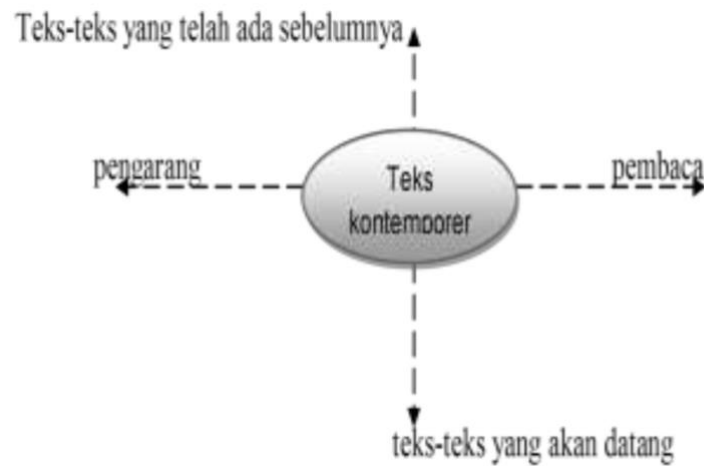 Teks-teks yang telah ada sebelumnya
pengarang
Teks
kontemporer
pembaca
teks-teks yang akan datang